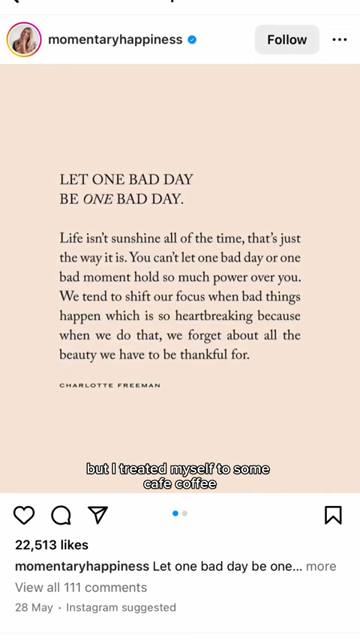 momentaryhappiness
Follow
LET ONE BAD DAY
BE ONE BAD DAY.
Life isn't sunshine all of the time, that's just
the way it is. You can't let one bad day or one
bad moment hold so much power over you.
We tend to shift our focus when bad things
happen which is so heartbreaking because
when we do that, we forget about all the
beauty we have to be thankful for.
CHARLOTTE FREEMAN
but I treated myself to some
cafe coffee
22,513 likes
momentaryhappiness Let one bad day be one... more
View all 111 comments
28 May • Instagram suggested